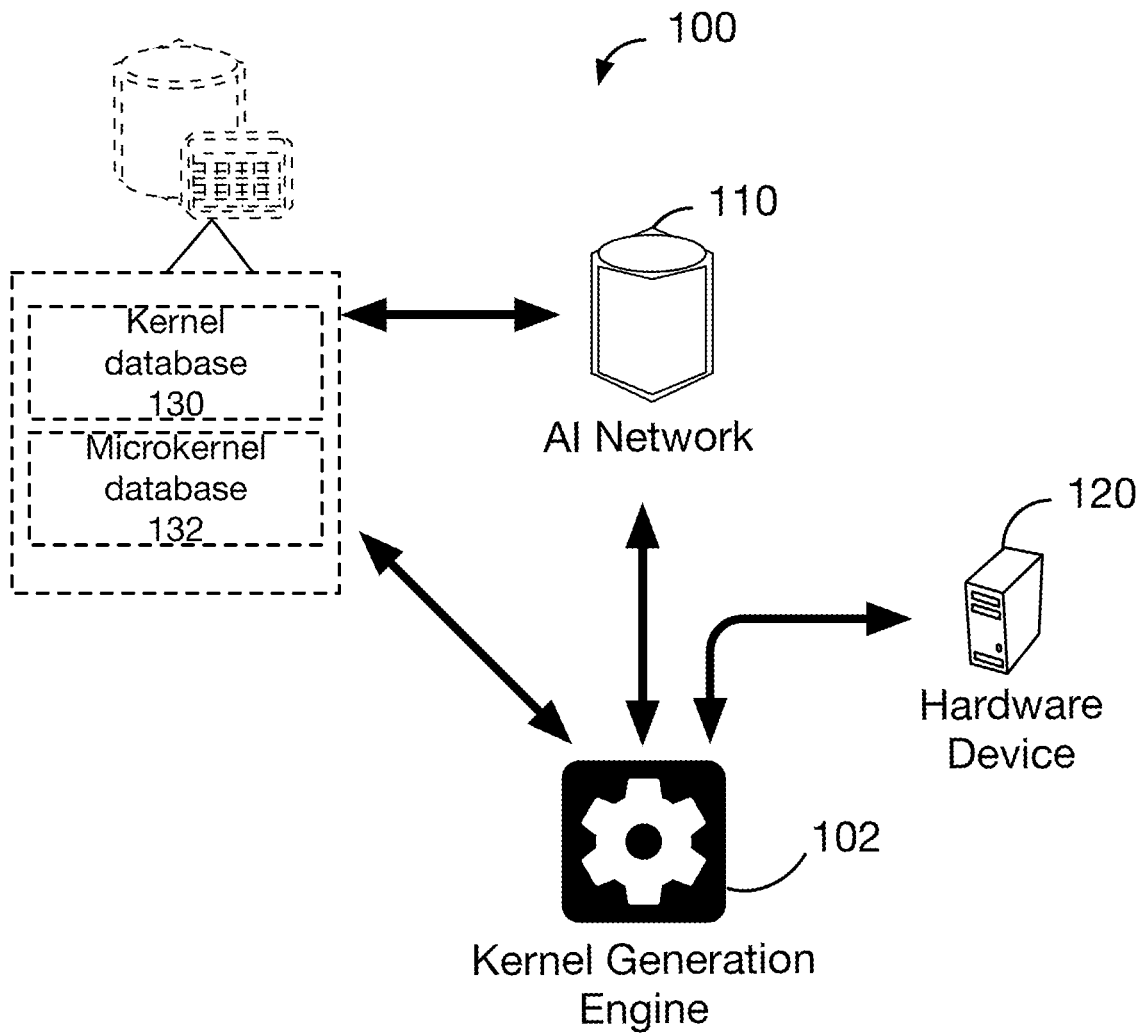 100
110
Kernel
database
130
Microkernel
database
132
AI Network
120
Hardware
Device
102
Kernel Generation
Engine